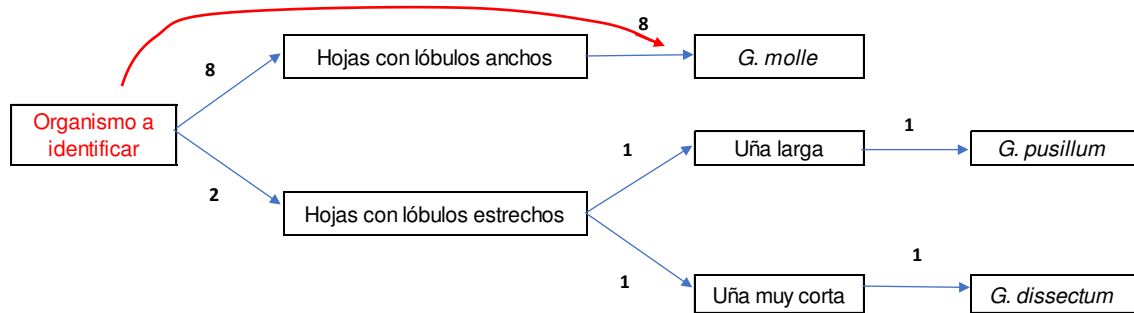 8
Hojas con lóbulos anchos
G. molle
8
Organismo a
identificar
1
1
Uña larga
G. pusillum
2
Hojas con lóbulos estrechos
1
1
Uña muy corta
G. dissectum